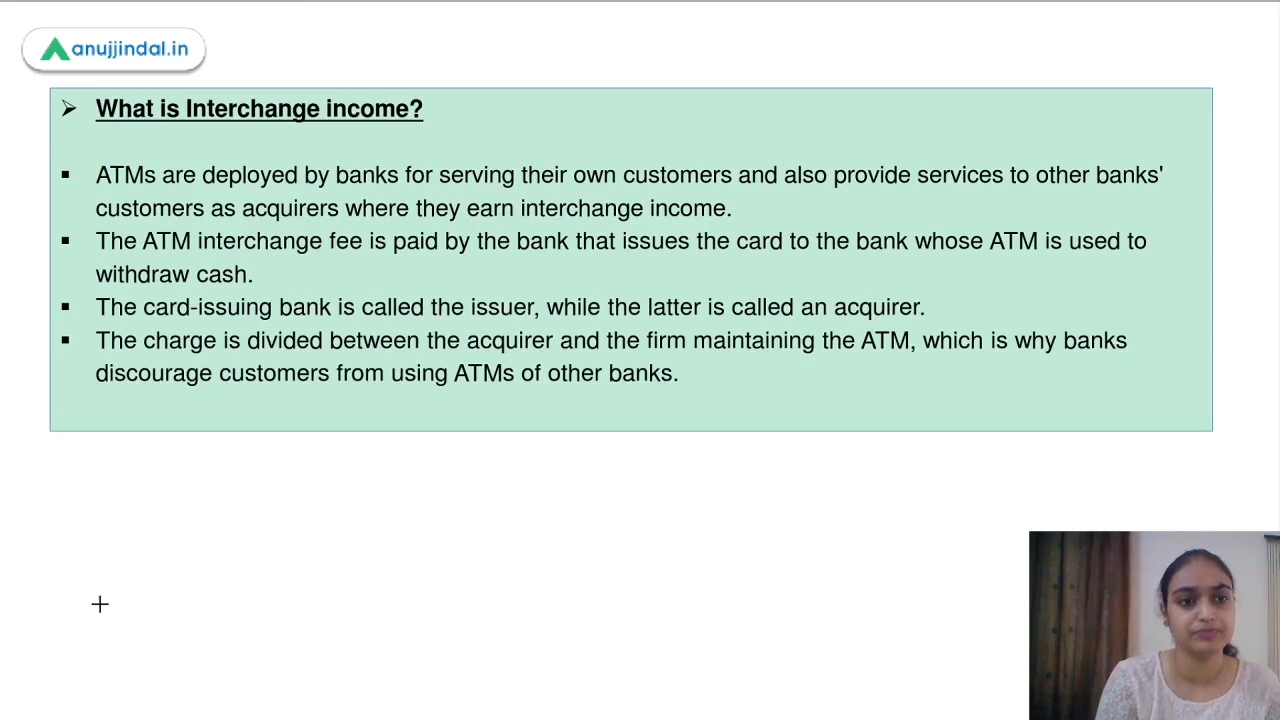 anujjindal.in
➢ What is Interchange income?
▪ ATMs are deployed by banks for serving their own customers and also provide services to other banks'
customers as acquirers where they earn interchange income.
▪ The ATM interchange fee is paid by the bank that issues the card to the bank whose ATM is used to
withdraw cash.
▪ The card-issuing bank is called the issuer, while the latter is called an acquirer.
▪ The charge is divided between the acquirer and the firm maintaining the ATM, which is why banks
discourage customers from using ATMs of other banks.